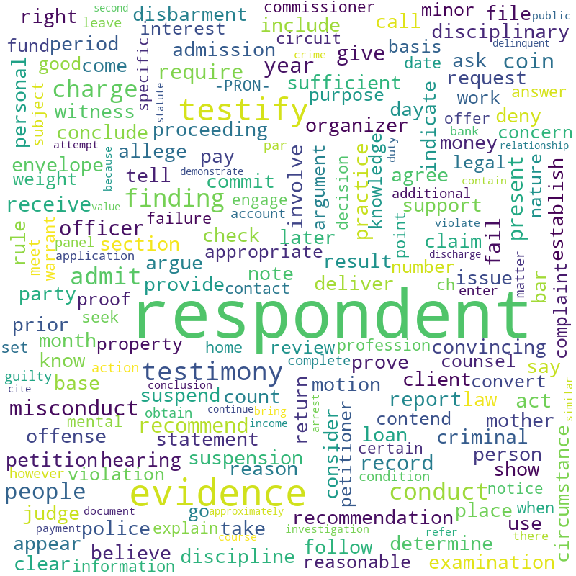 commissioner second public
right disbarment call minor file
leave interest include circuit
fund period admission basis disciplinary
good come year give date delinquent
personal subject charge specific require -PRON- sufficient ask coin
statute crime purpose request answer
witness testify day indicate work deny
conclude proceeding organizer offer
attempt because allege par bank money concern relationship
envelope tell demonstrate pay involve argument decision practice knowledge duty legal contain
weight commit agree present nature establish
receive finding engage additional
value failure account support violate
rule panel officer check later point claim fail
meet warrant section appropriate discharge
application argue result number issue bar complaint
admit note ch matter
party provide contact deliver enter
proof
prior seek respondent
month property
set know home review profession convincing
guilty action testimony complete prove counsel say
cite base conclusion motion client convert
misconduct suspend count return report law act similar
mental obtain continue bring arrest contend mother
offense recommend statement income consider petitioner loan criminal
petition hearing reason certain record person show
however violation suspension condition circumstance
people evidence conduct notice
document go approximately place when
judge payment police recommendation use
appear explain take investigation determine refer there
believe course follow
clear information discipline reasonable examination